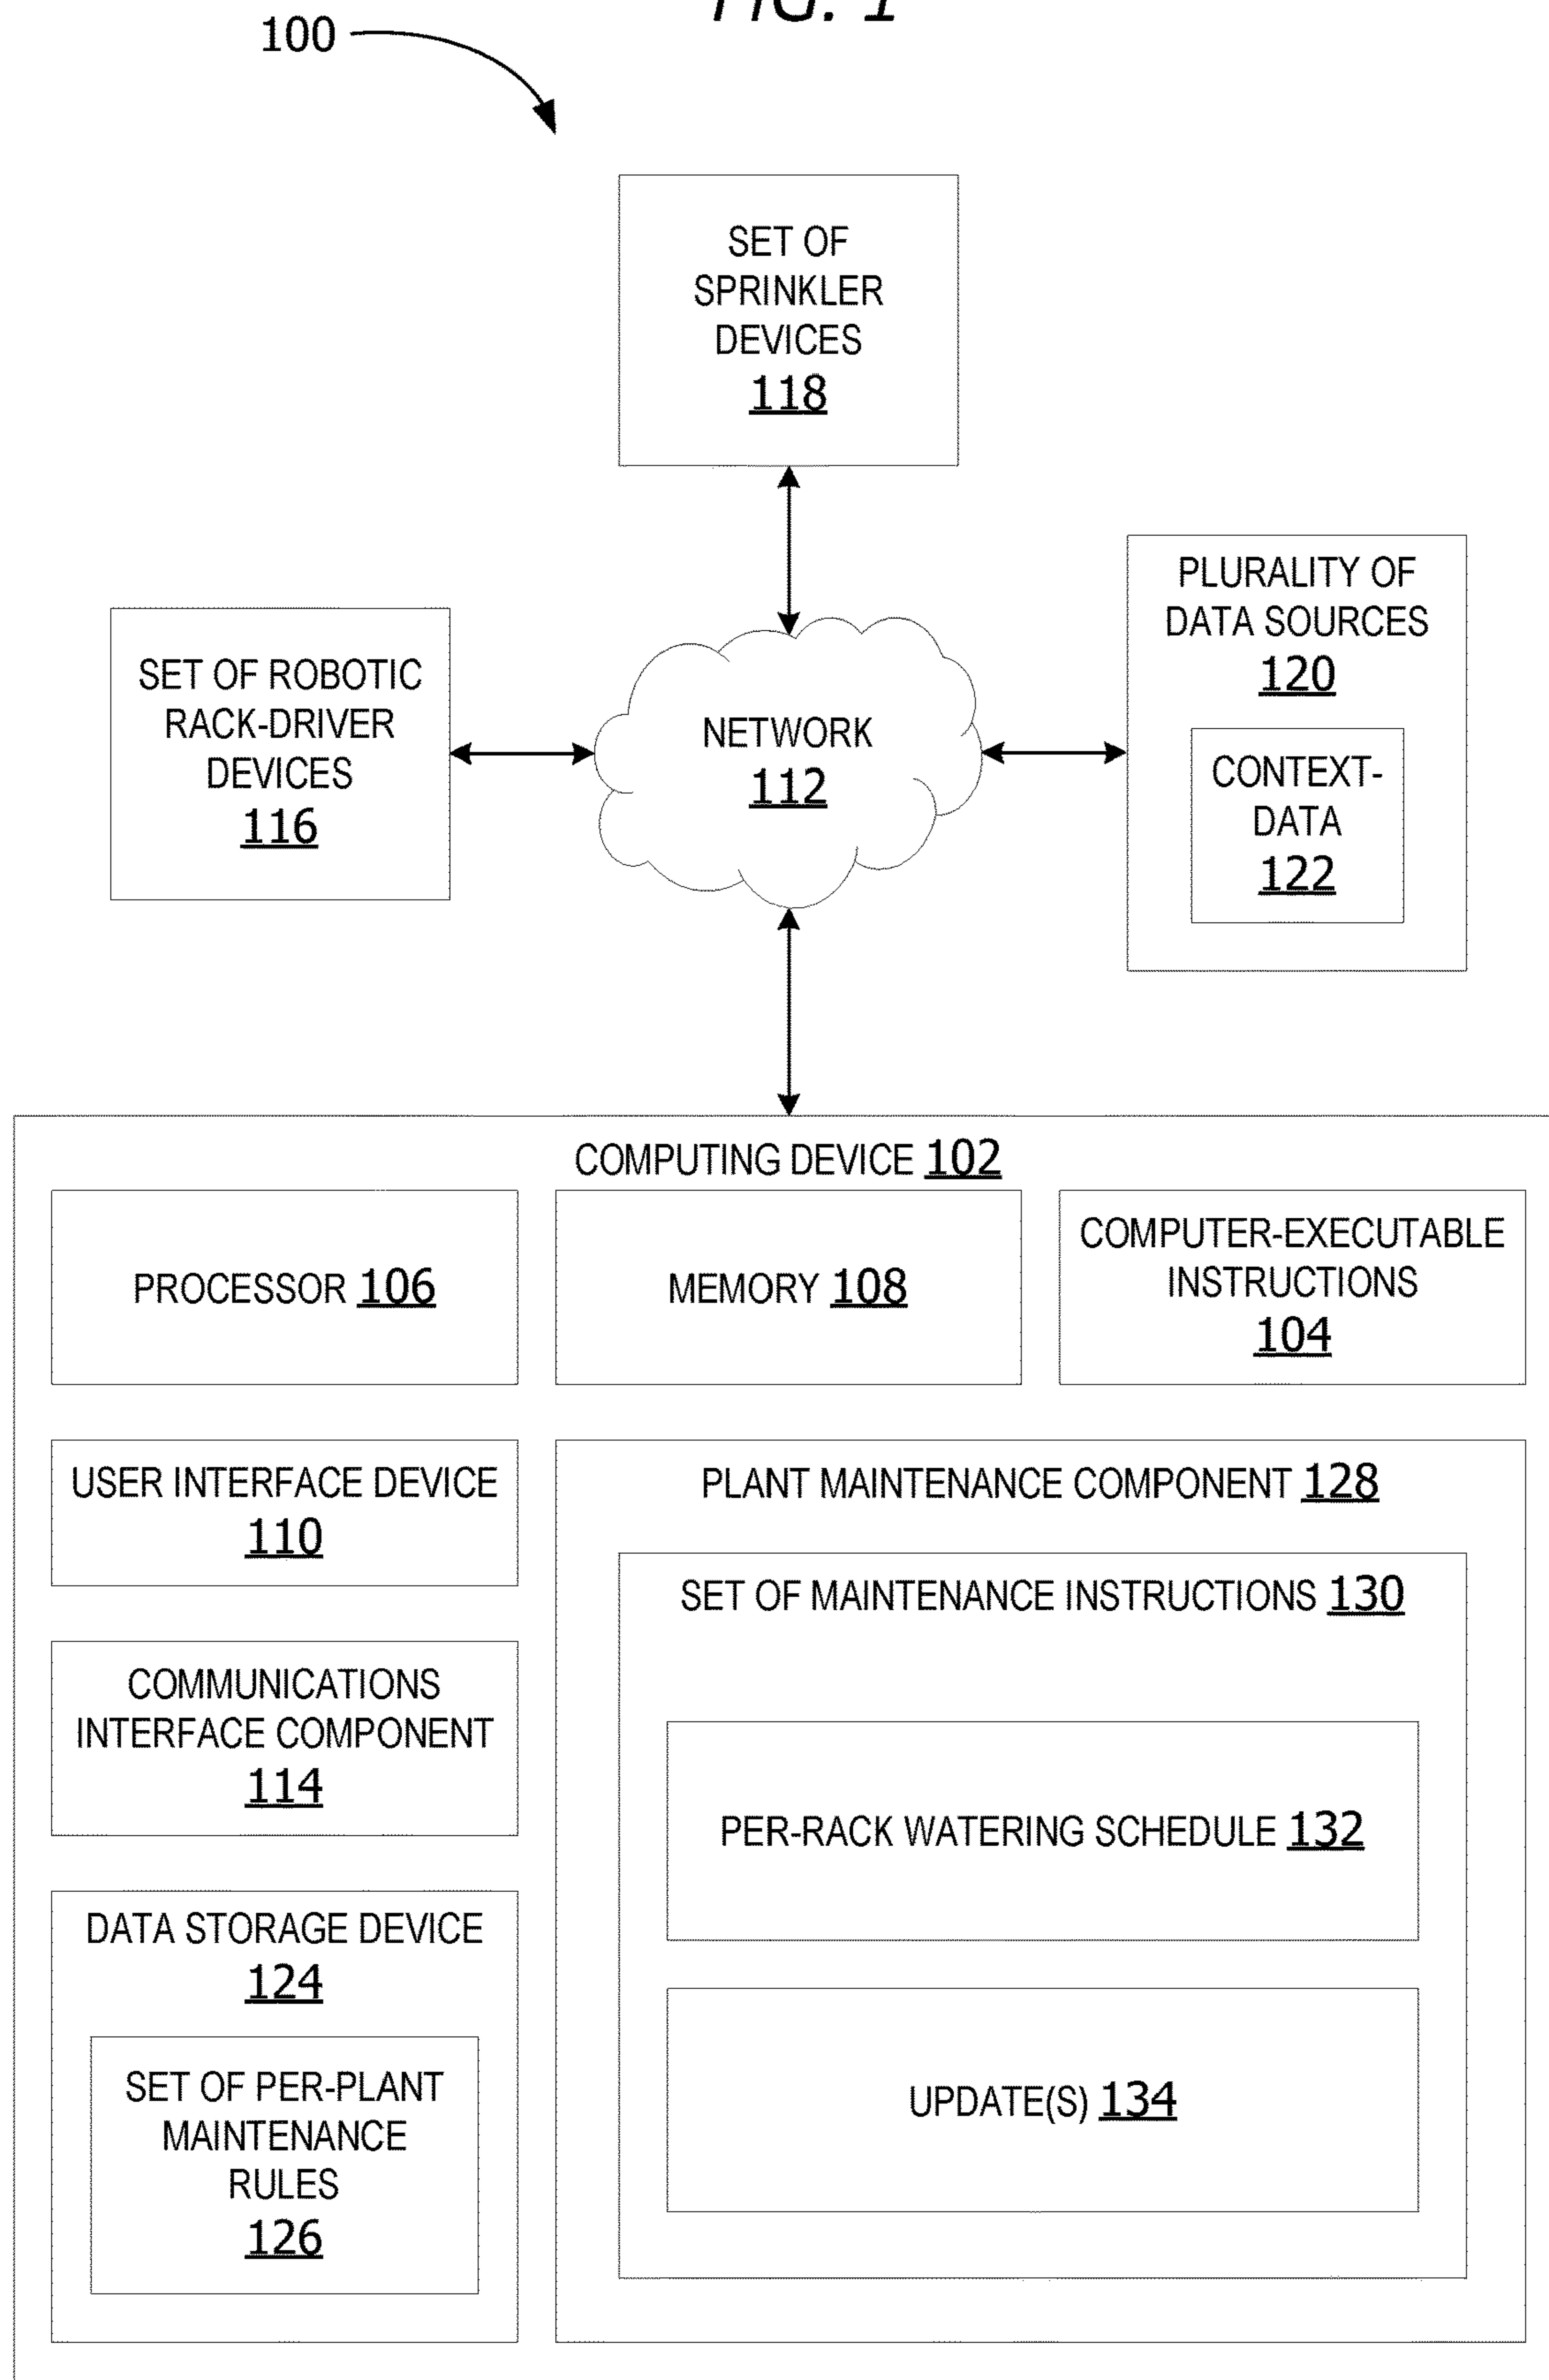 FIG. 1
100
SET OF
SPRINKLER
DEVICES
118
PLURALITY OF
DATA SOURCES
120
CONTEXT-
DATA
122
SET OF ROBOTIC
RACK-DRIVER
DEVICES
116
NETWORK
112
COMPUTING DEVICE 102
PROCESSOR 106
MEMORY 108
COMPUTER-EXECUTABLE
INSTRUCTIONS
104
USER INTERFACE DEVICE
110
COMMUNICATIONS
INTERFACE COMPONENT
114
DATA STORAGE DEVICE
124
SET OF PER-PLANT
MAINTENANCE
RULES
126
PLANT MAINTENANCE COMPONENT 128
SET OF MAINTENANCE INSTRUCTIONS 130
PER-RACK WATERING SCHEDULE 132
UPDATE(S) 134